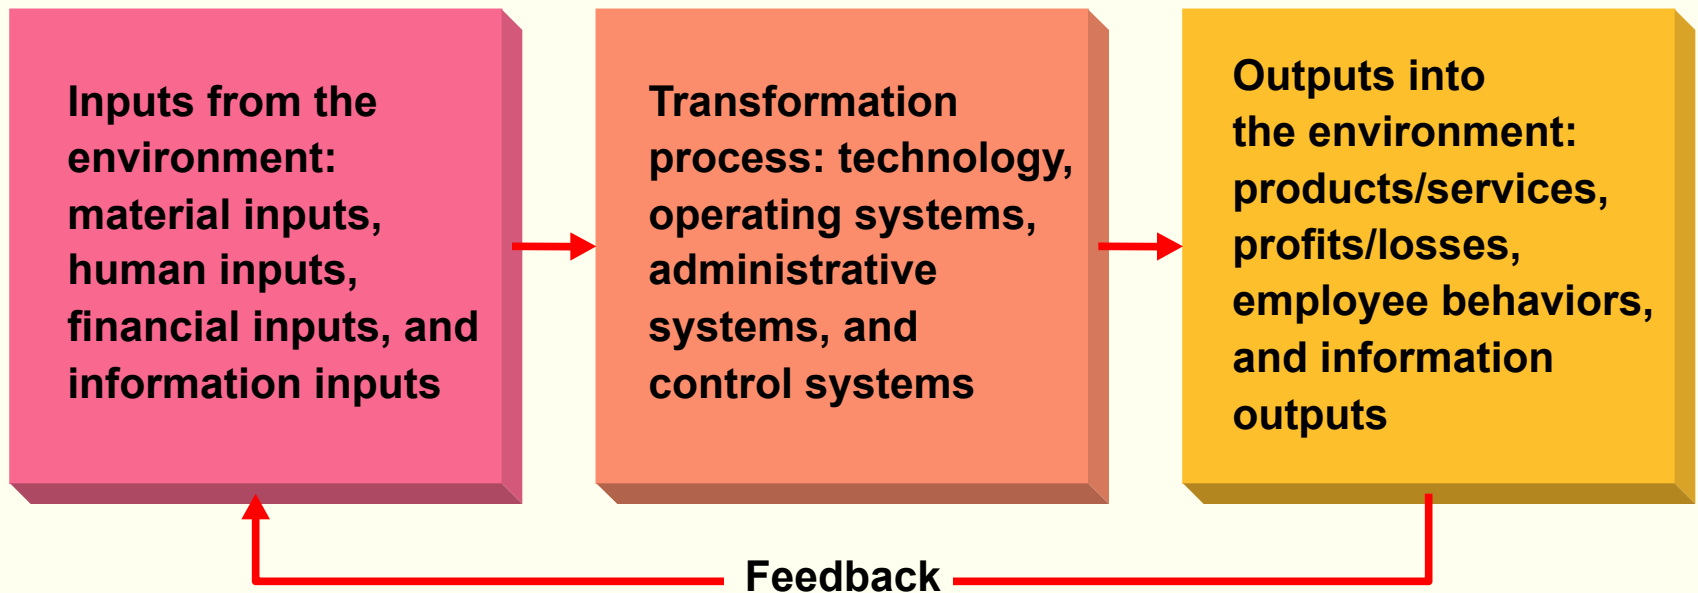 Inputs from the
environment:
material inputs,
human inputs,
financial inputs, and
information inputs
Transformation
process: technology,
operating systems,
administrative
systems, and
control systems
Outputs into
the environment:
products/services,
profits/losses,
employee behaviors,
and information
outputs
Feedback